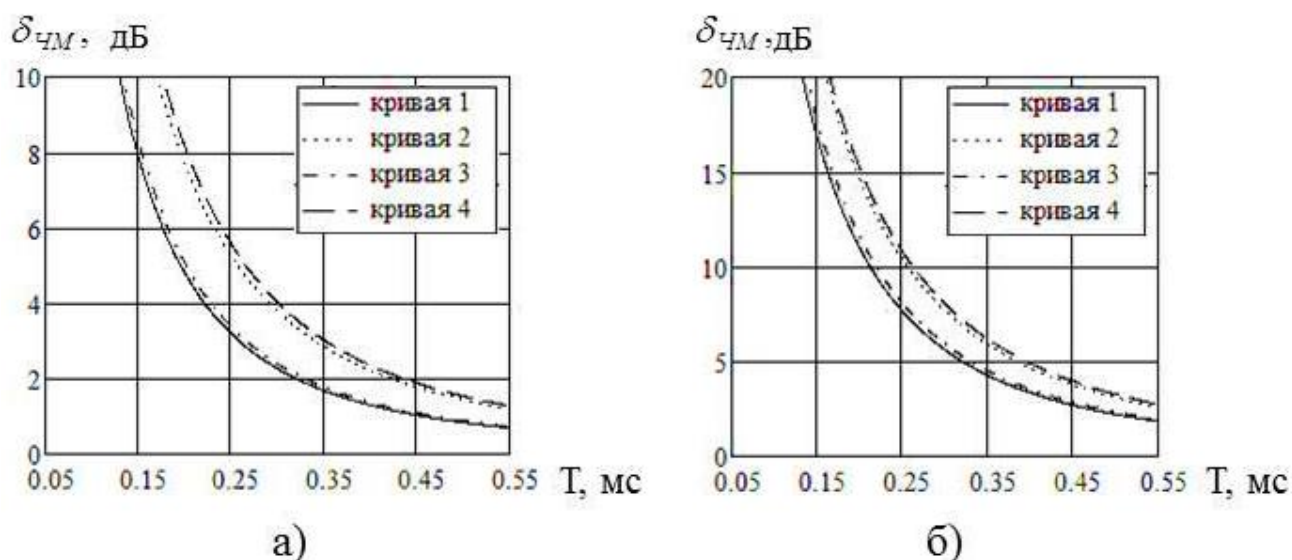 δ_ЧМ, дБ
10
8
6
4
2
0
0.05 0.15 0.25 0.35 0.45 0.55
T, мс
кривая 1
кривая 2
кривая 3
кривая 4
а)
δ_ЧМ,дБ
20
15
10
5
0
0.05 0.15 0.25 0.35 0.45 0.55
T, мс
кривая 1
кривая 2
кривая 3
кривая 4
б)